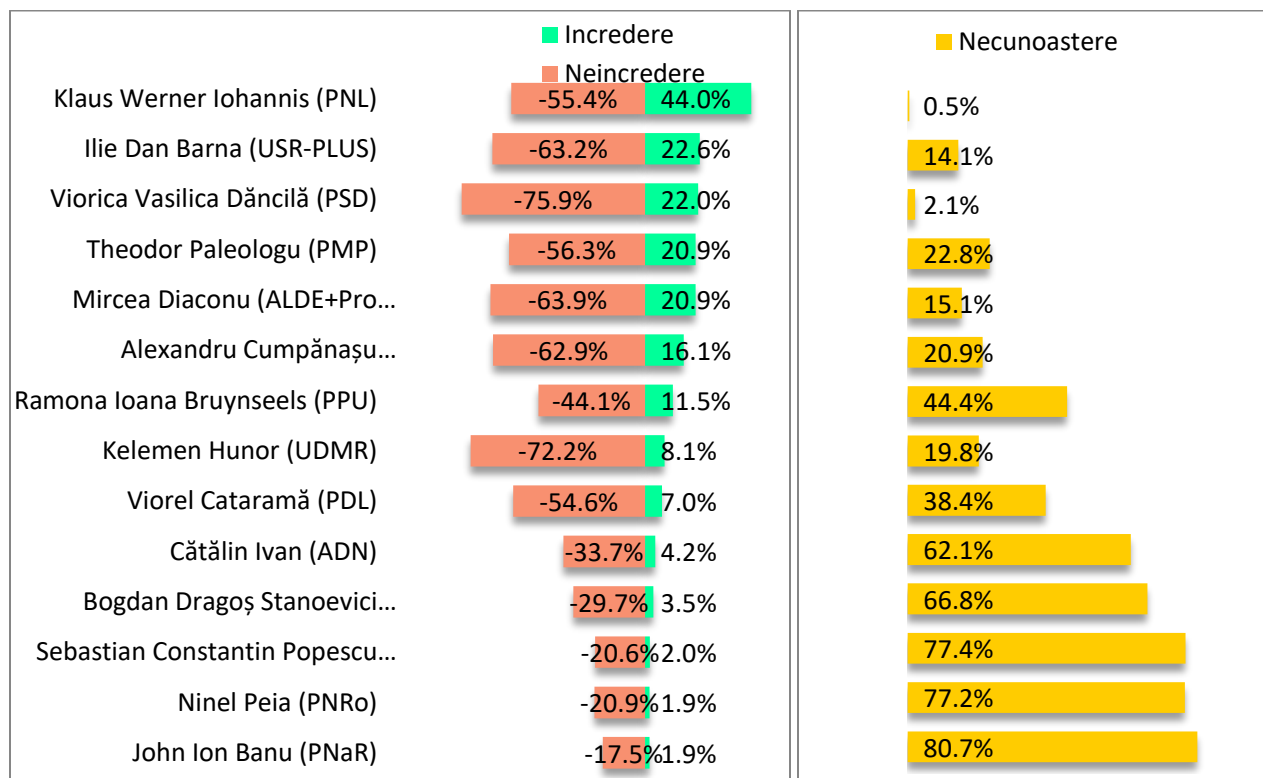 Incredere
Neincredere
Necunoastere
Klaus Werner Iohannis (PNL) -55.4% 44.0% 0.5%
Ilie Dan Barna (USR-PLUS) -63.2% 22.6% 14.1%
Viorica Vasilica Dăncilă (PSD) -75.9% 22.0% 2.1%
Theodor Paleologu (PMP) -56.3% 20.9% 22.8%
Mircea Diaconu (ALDE+Pro... -63.9% 20.9% 15.1%
Alexandru Cumpănașu... -62.9% 16.1% 20.9%
Ramona Ioana Bruynseels (PPU) -44.1% 11.5% 44.4%
Kelemen Hunor (UDMR) -72.2% 8.1% 19.8%
Viorel Cataramă (PDL) -54.6% 7.0% 38.4%
Cătălin Ivan (ADN) -33.7% 4.2% 62.1%
Bogdan Dragoș Stanoevici... -29.7% 3.5% 66.8%
Sebastian Constantin Popescu... -20.6% 2.0% 77.4%
Ninel Peia (PNRo) -20.9% 1.9% 77.2%
John Ion Banu (PNaR) -17.5% 1.9% 80.7%